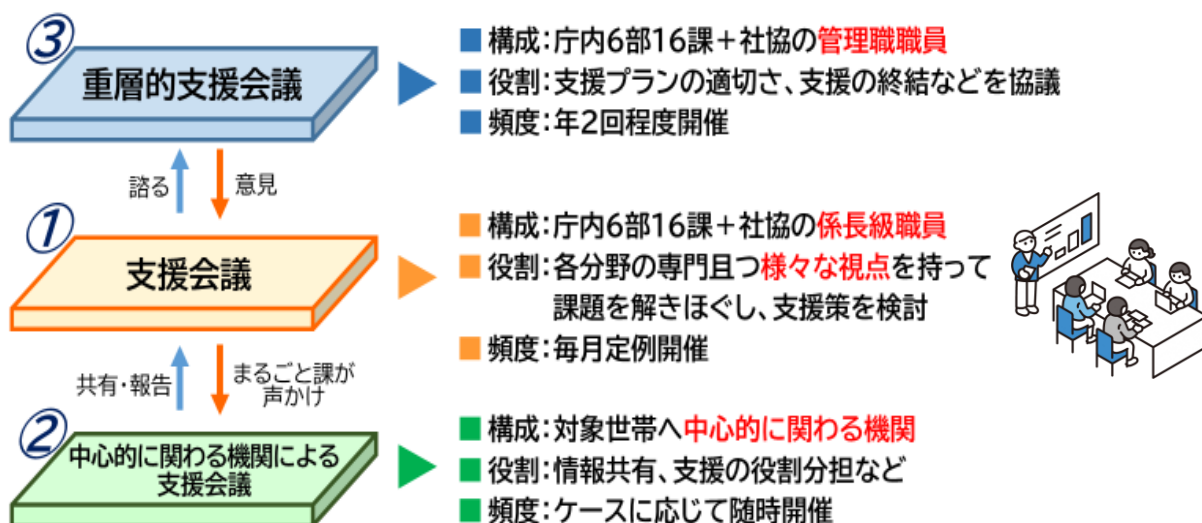 ③
重層的支援会議
■構成：庁内6部16課＋社協の管理職職員
■役割：支援プランの適切さ、支援の終結などを協議
■頻度：年2回程度開催
諮る
意見
①
支援会議
■構成：庁内6部16課＋社協の係長級職員
■役割：各分野の専門且つ様々な視点を持って
課題を解きほぐし、支援策を検討
■頻度：毎月定例開催
共有・報告
まるごと課が
声かけ
②
中心的に関わる機関による
支援会議
■構成：対象世帯へ中心的に関わる機関
■役割：情報共有、支援の役割分担など
■頻度：ケースに応じて随時開催